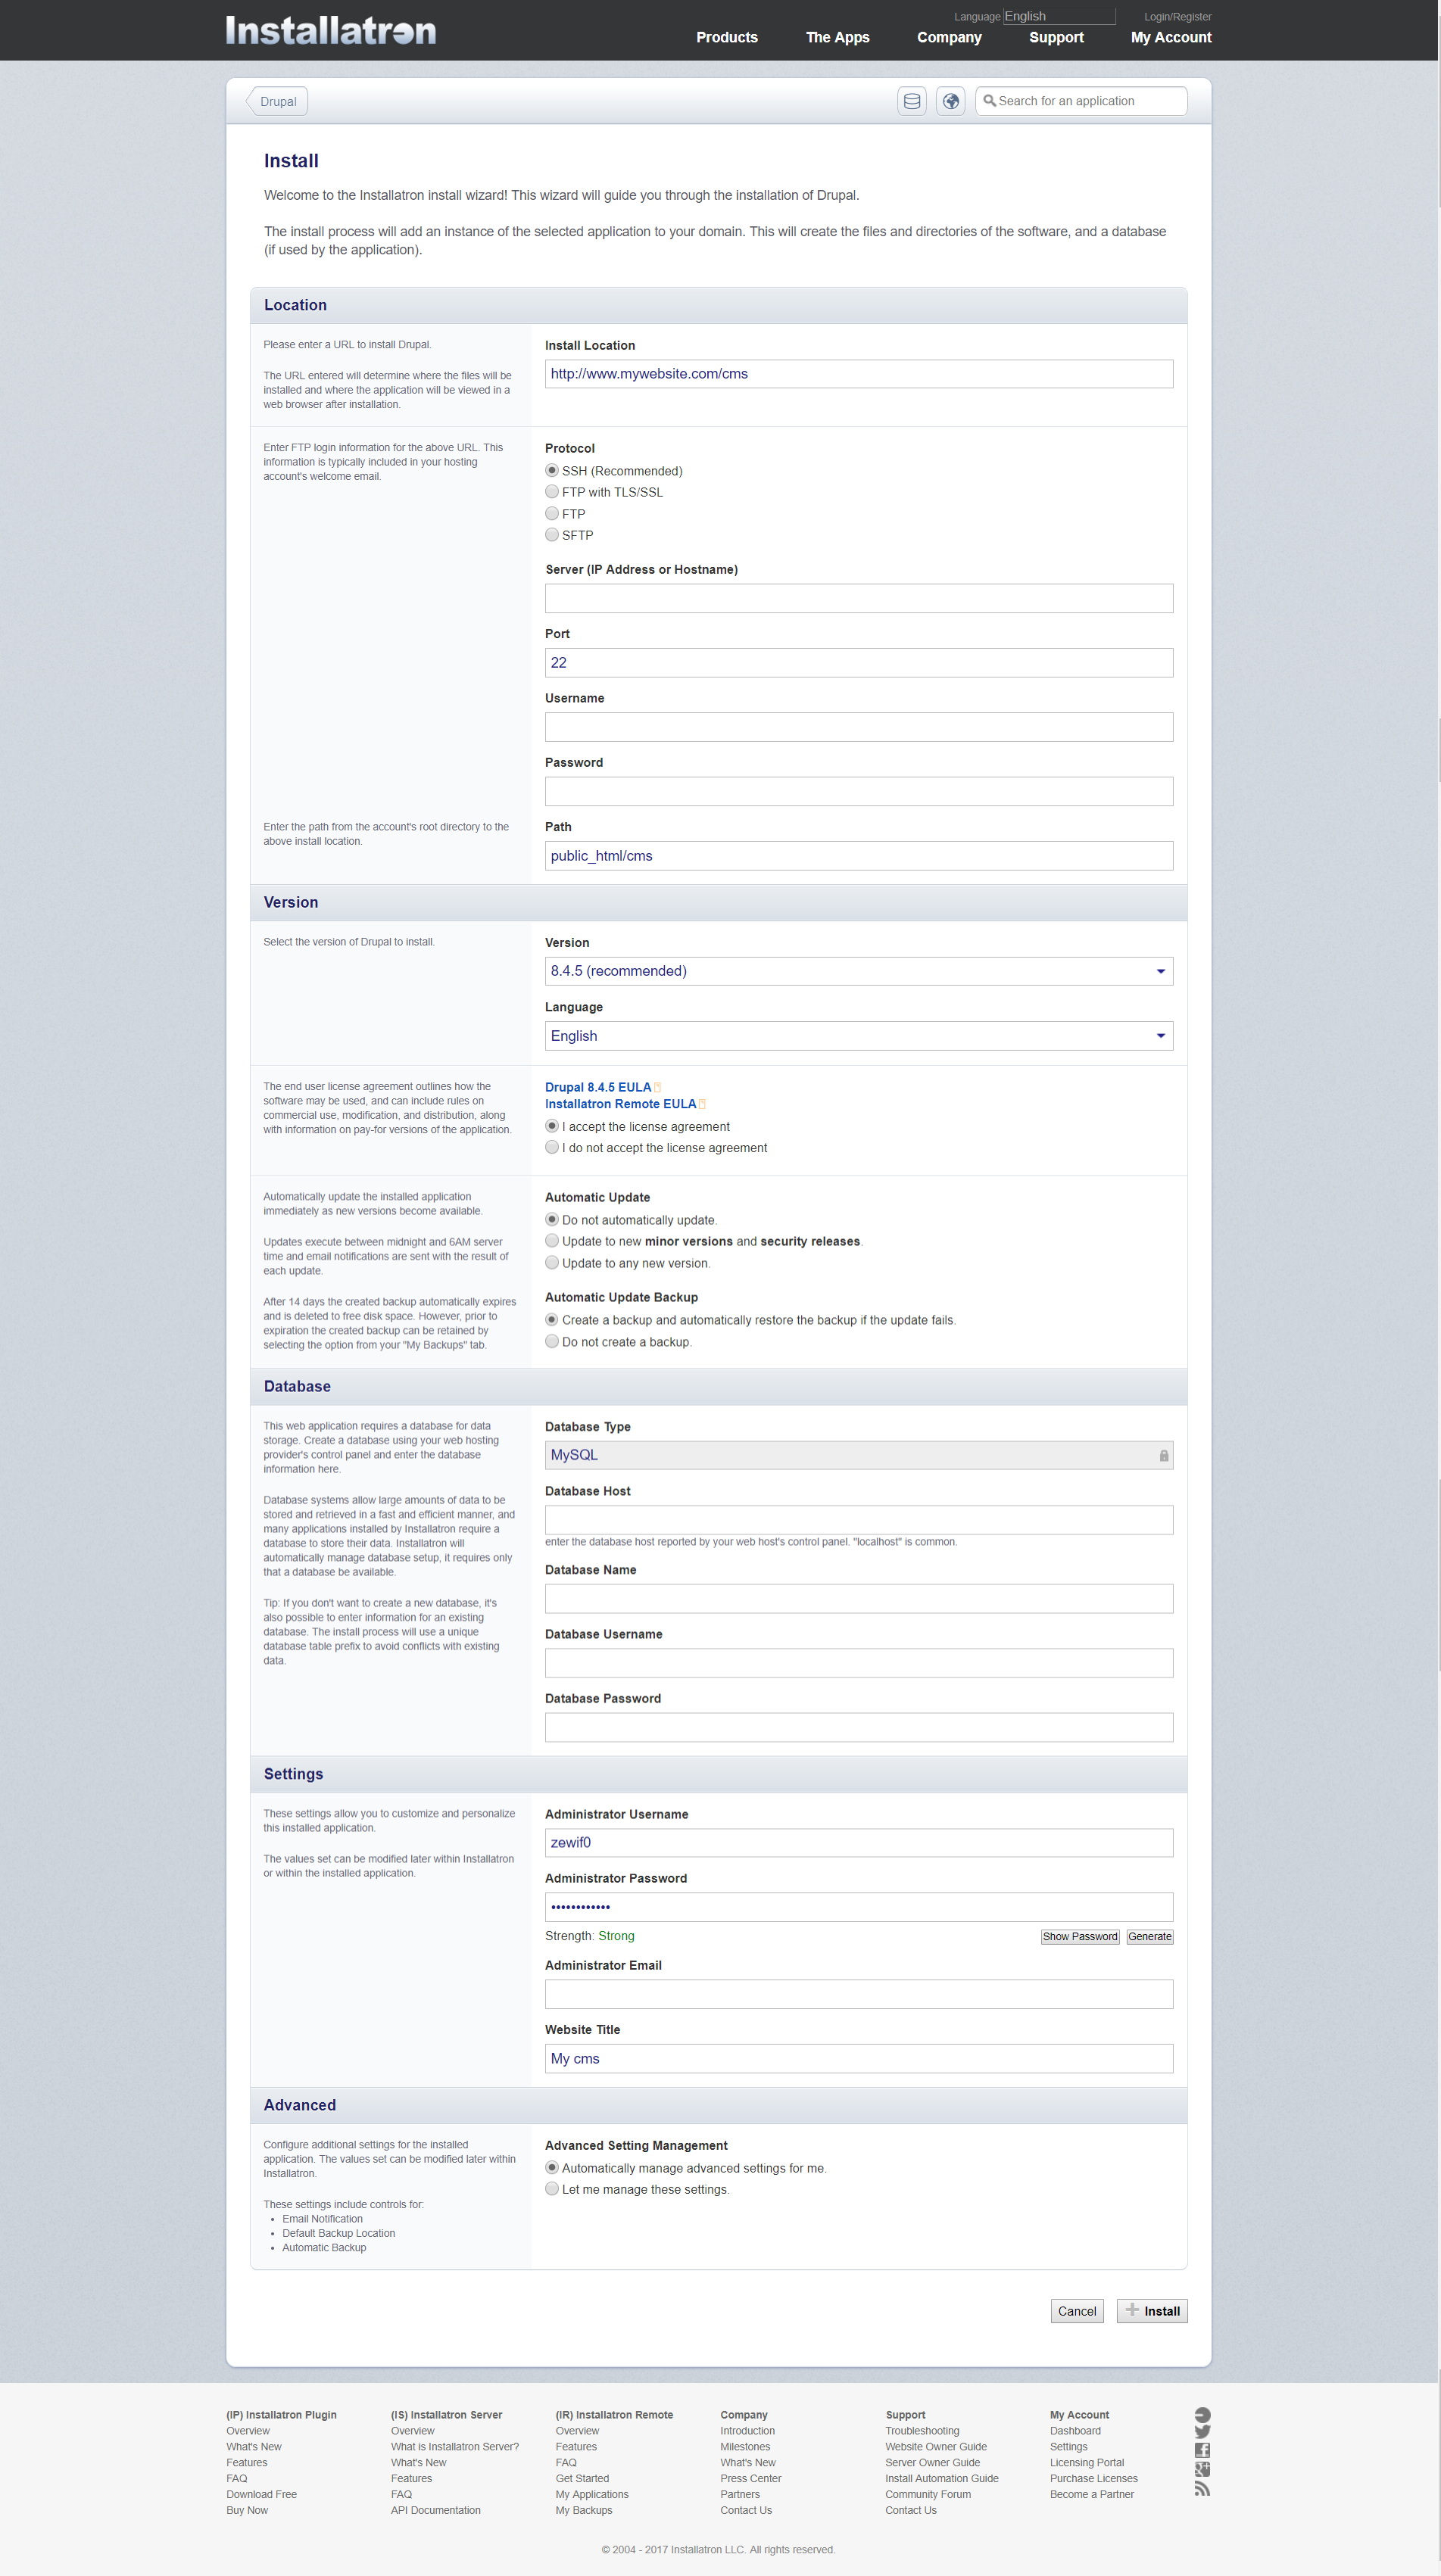 Installatron
Language English
Login/Register
Products The Apps Company Support My Account
Drupal
Search for an application
Install
Welcome to the Installatron install wizard! This wizard will guide you through the installation of Drupal.
The install process will add an instance of the selected application to your domain. This will create the files and directories of the software, and a database
(if used by the application).
Location
Please enter a URL to install Drupal.
The URL entered will determine where the files will be
installed and where the application will be viewed in a
web browser after installation.
Install Location
http://www.mywebsite.com/cms
Enter FTP login information for the above URL. This
information is typically included in your hosting
account's welcome email.
Protocol
SSH (Recommended)
FTP with TLS/SSL
FTP
SFTP
Server (IP Address or Hostname)
Port
22
Username
Password
Enter the path from the account's root directory to the
above install location.
Path
public_html/cms
Version
Select the version of Drupal to install.
Version
8.4.5 (recommended)
Language
English
The end user license agreement outlines how the
software may be used, and can include rules on
commercial use, modification, and distribution, along
with information on pay-for versions of the application.
Drupal 8.4.5 EULA
Installatron Remote EULA
I accept the license agreement
I do not accept the license agreement
Automatically update the installed application
immediately as new versions become available.
Updates execute between midnight and 6AM server
time and email notifications are sent with the result of
each update.
After 14 days the created backup automatically expires
and is deleted to free disk space. However, prior to
expiration the created backup can be retained by
selecting the option from your "My Backups" tab.
Automatic Update
Do not automatically update.
Update to new minor versions and security releases.
Update to any new version.
Automatic Update Backup
Create a backup and automatically restore the backup if the update fails.
Do not create a backup.
Database
This web application requires a database for data
storage. Create a database using your web hosting
provider's control panel and enter the database
information here.
Database systems allow large amounts of data to be
stored and retrieved in a fast and efficient manner, and
many applications installed by Installatron require a
database to store their data. Installatron will
automatically manage database setup, it requires only
that a database be available.
Tip: If you don't want to create a new database, it's
also possible to enter information for an existing
database. The install process will use a unique
database table prefix to avoid conflicts with existing
data.
Database Type
MySQL
Database Host
enter the database host reported by your web host's control panel. "localhost" is common.
Database Name
Database Username
Database Password
Settings
These settings allow you to customize and personalize
this installed application.
The values set can be modified later within Installatron
or within the installed application.
Administrator Username
zewif0
Administrator Password
••••••••••••
Strength: Strong
Show Password Generate
Administrator Email
Website Title
My cms
Advanced
Configure additional settings for the installed
application. The values set can be modified later within
Installatron.
These settings include controls for:
• Email Notification
• Default Backup Location
• Automatic Backup
Advanced Setting Management
Automatically manage advanced settings for me.
Let me manage these settings.
Cancel Install
(IP) Installatron Plugin
Overview
What's New
Features
FAQ
Download Free
Buy Now
(IS) Installatron Server
Overview
What is Installatron Server?
What's New
Features
FAQ
API Documentation
(IR) Installatron Remote
Overview
Features
FAQ
Get Started
My Applications
My Backups
Company
Introduction
Milestones
What's New
Press Center
Partners
Contact Us
Support
Troubleshooting
Website Owner Guide
Server Owner Guide
Install Automation Guide
Community Forum
Contact Us
My Account
Dashboard
Settings
Licensing Portal
Purchase Licenses
Become a Partner
© 2004 - 2017 Installatron LLC. All rights reserved.